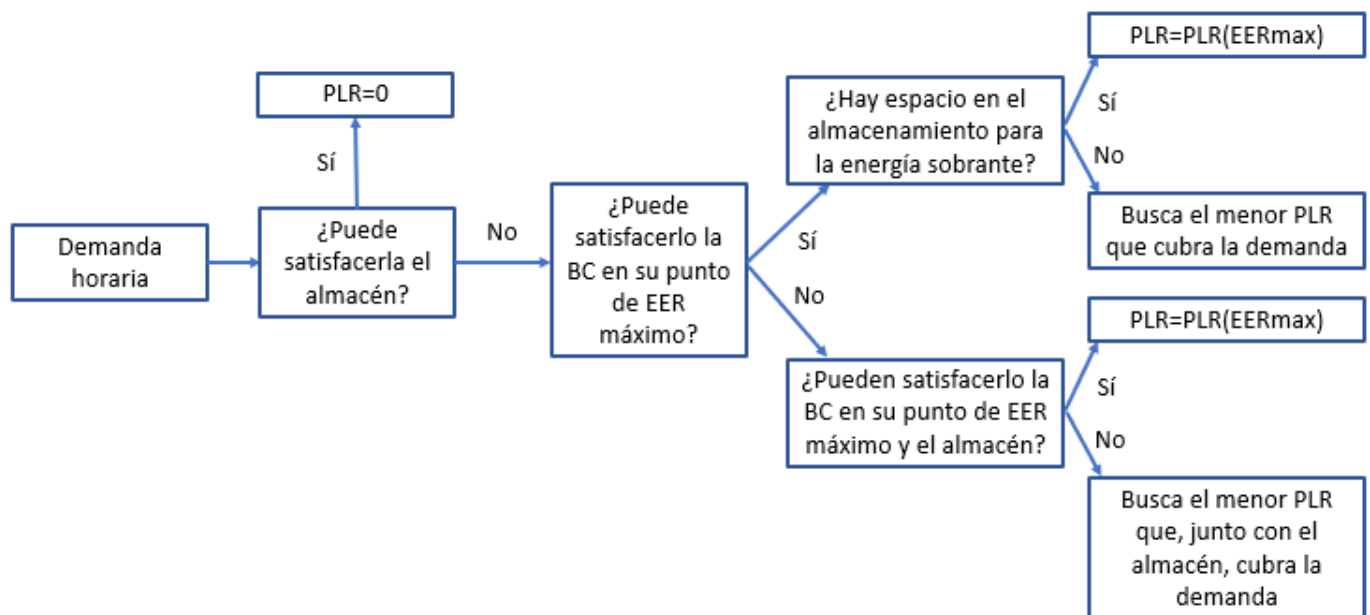 Demanda
horaria
PLR=0
Sí
¿Puede
satisfacerla el
almacén?
No
¿Puede
satisfacerlo la
BC en su punto
de EER
máximo?
Sí
No
¿Hay espacio en el
almacenamiento para
la energía sobrante?
PLR=PLR(EERmax)
Sí
No
Busca el menor PLR
que cubra la demanda
¿Pueden satisfacerlo la
BC en su punto de EER
máximo y el almacén?
PLR=PLR(EERmax)
Sí
No
Busca el menor PLR
que, junto con el
almacén, cubra la
demanda